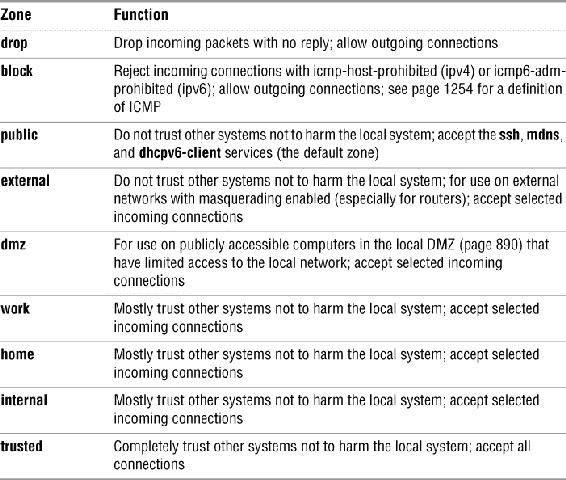 Zone Function
drop Drop incoming packets with no reply; allow outgoing connections
block Reject incoming connections with icmp-host-prohibited (ipv4) or icmp6-adm-
prohibited (ipv6); allow outgoing connections; see page 1254 for a definition
of ICMP
public Do not trust other systems not to harm the local system; accept the ssh, mdns,
and dhcpv6-client services (the default zone)
external Do not trust other systems not to harm the local system; for use on external
networks with masquerading enabled (especially for routers); accept selected
incoming connections
dmz For use on publicly accessible computers in the local DMZ (page 890) that
have limited access to the local network; accept selected incoming
connections
work Mostly trust other systems not to harm the local system; accept selected
incoming connections
home Mostly trust other systems not to harm the local system; accept selected
incoming connections
internal Mostly trust other systems not to harm the local system; accept selected
incoming connections
trusted Completely trust other systems not to harm the local system; accept all
connections